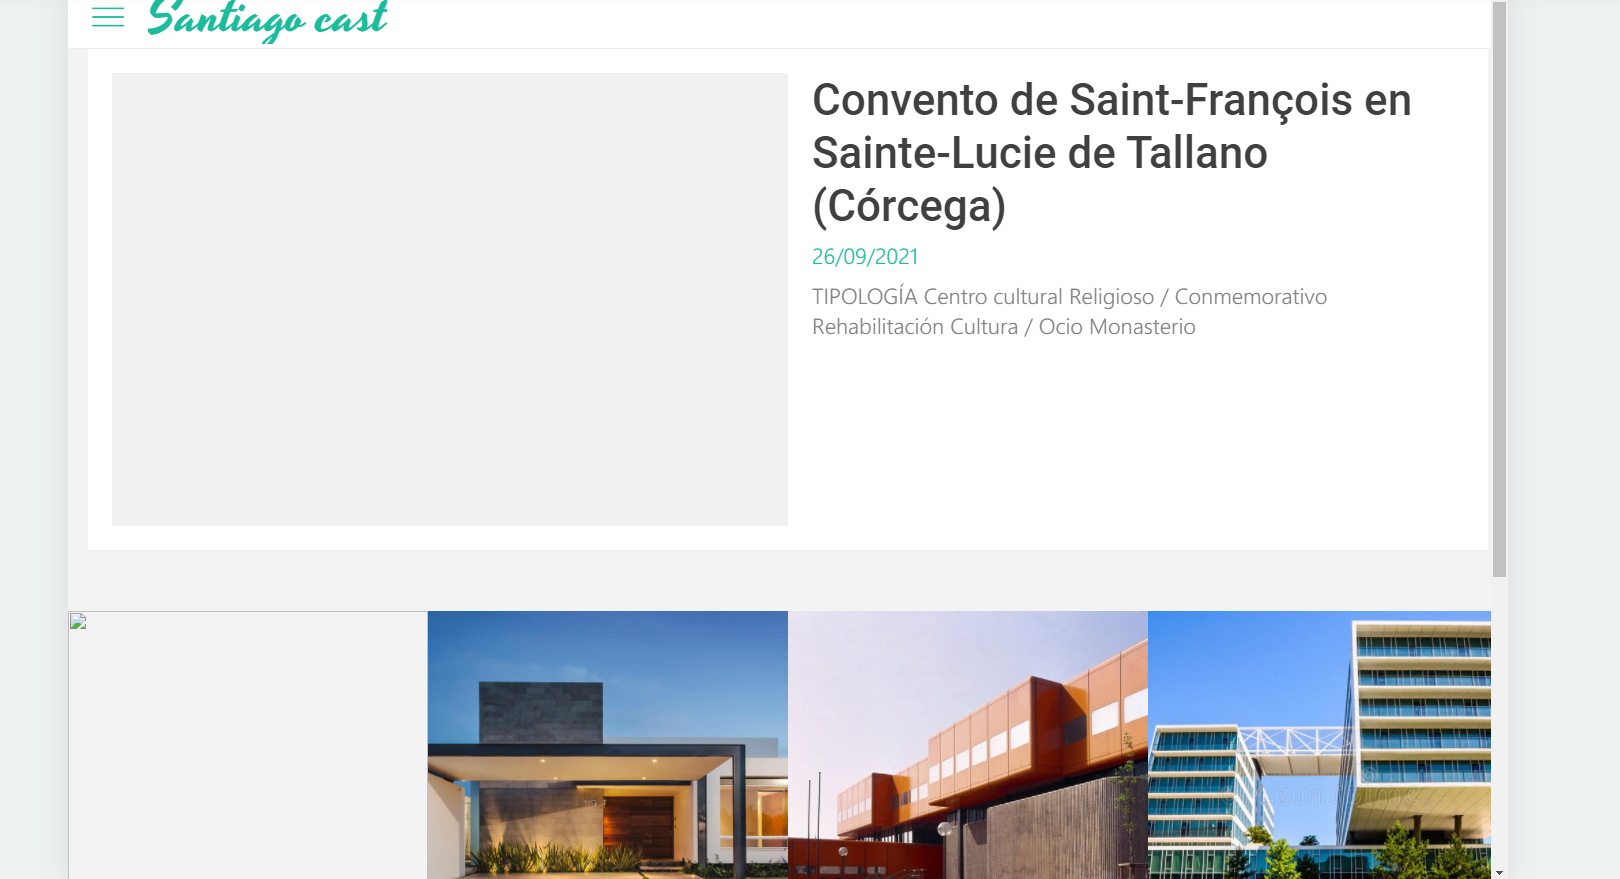 Santiago cast
Convento de Saint-François en
Sainte-Lucie de Tallano
(Córcega)
26/09/2021
TIPOLOGÍA Centro cultural Religioso / Conmemorativo
Rehabilitación Cultura / Ocio Monasterio